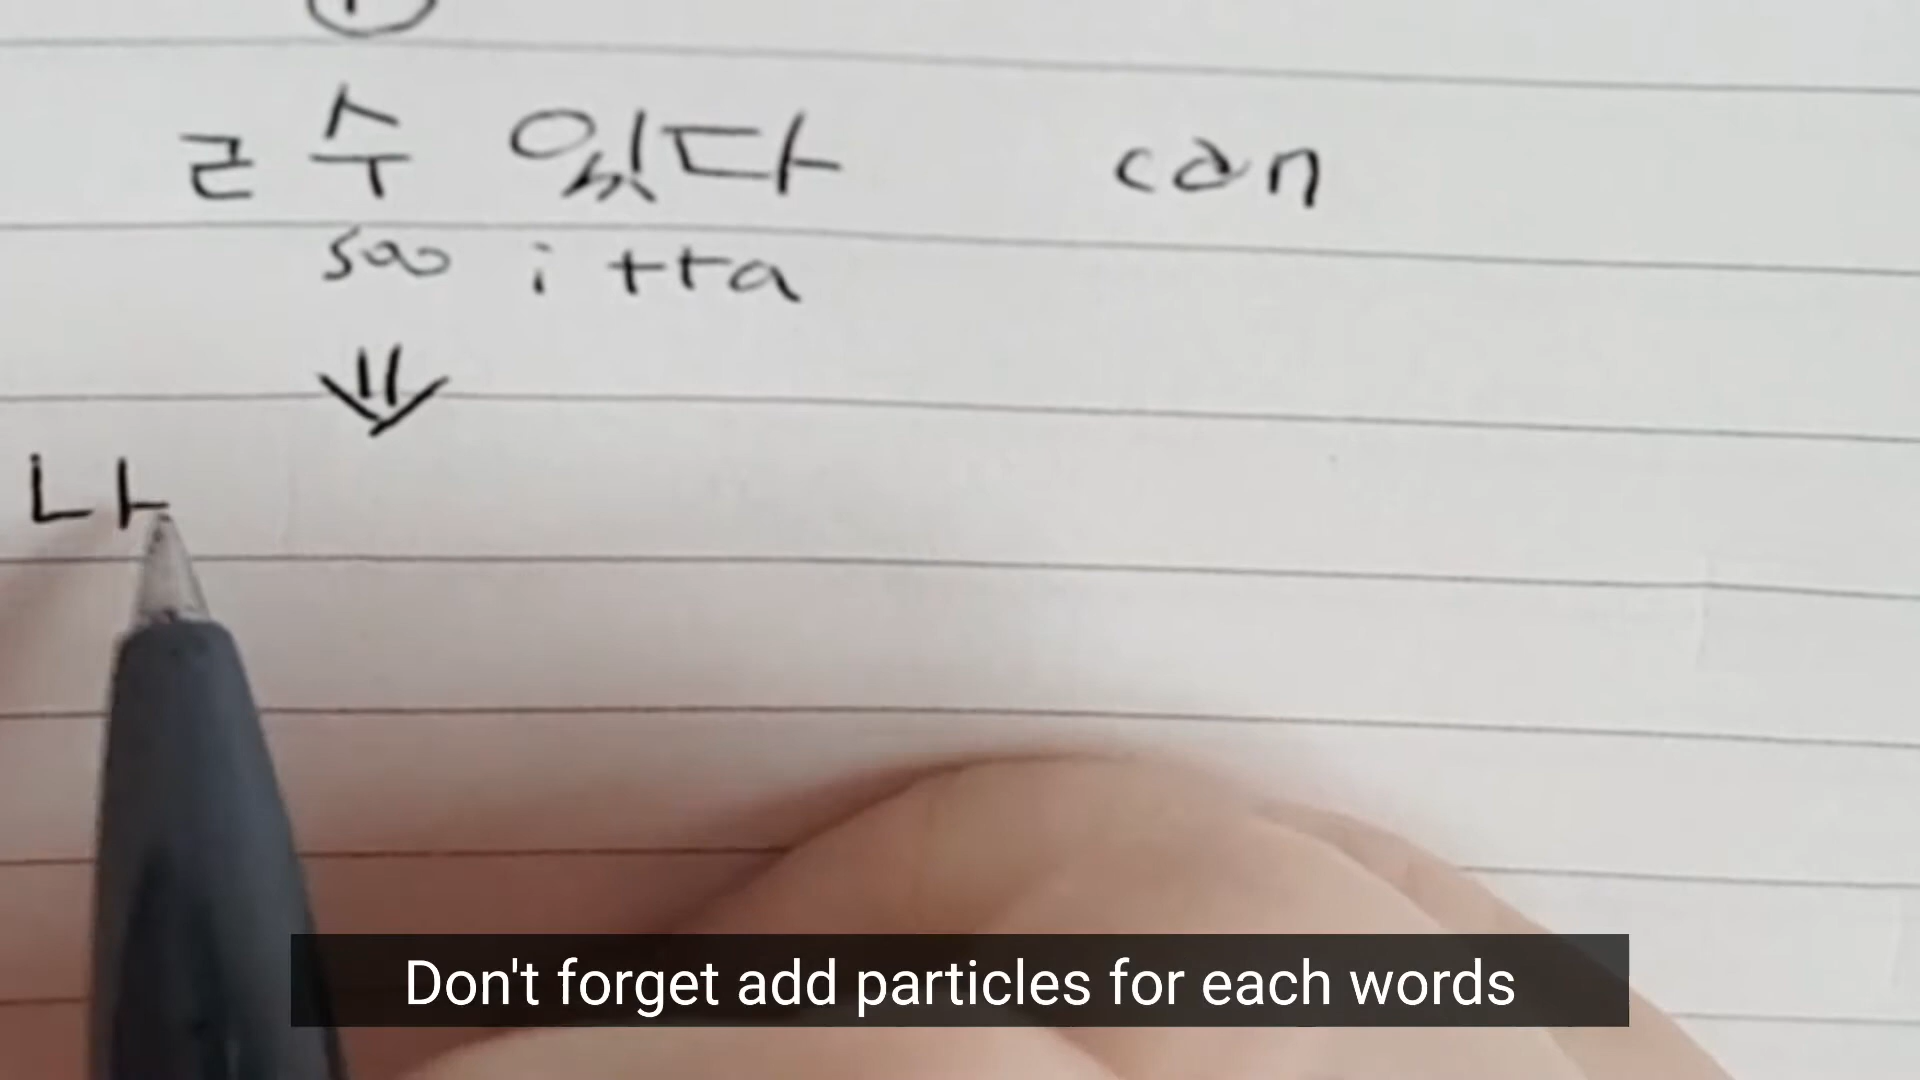 ㄹ 수 있다 can
soo itta
나
Don't forget add particles for each words